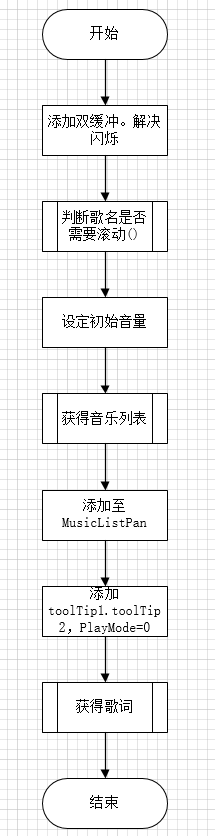 开始
添加双缓冲。解决
闪烁
判断歌名是否
需要滚动()
设定初始音量
获得音乐列表
添加至
MusicListPan
添加
toolTip1.toolTip
2，PlayMode=0
获得歌词
结束